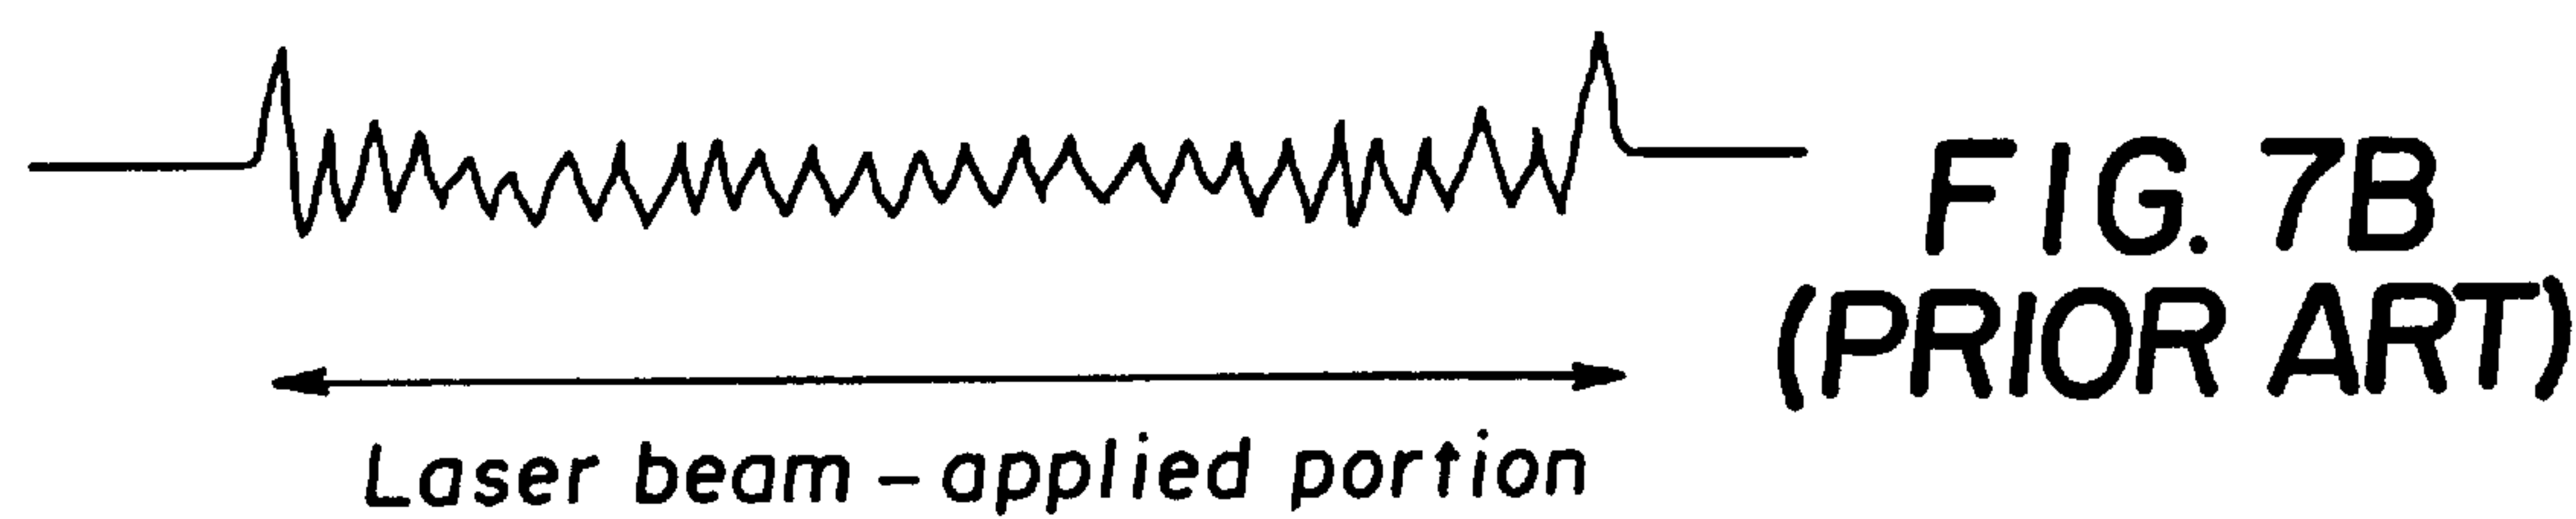 FIG. 7B
(PRIOR ART)
Laser beam – applied portion